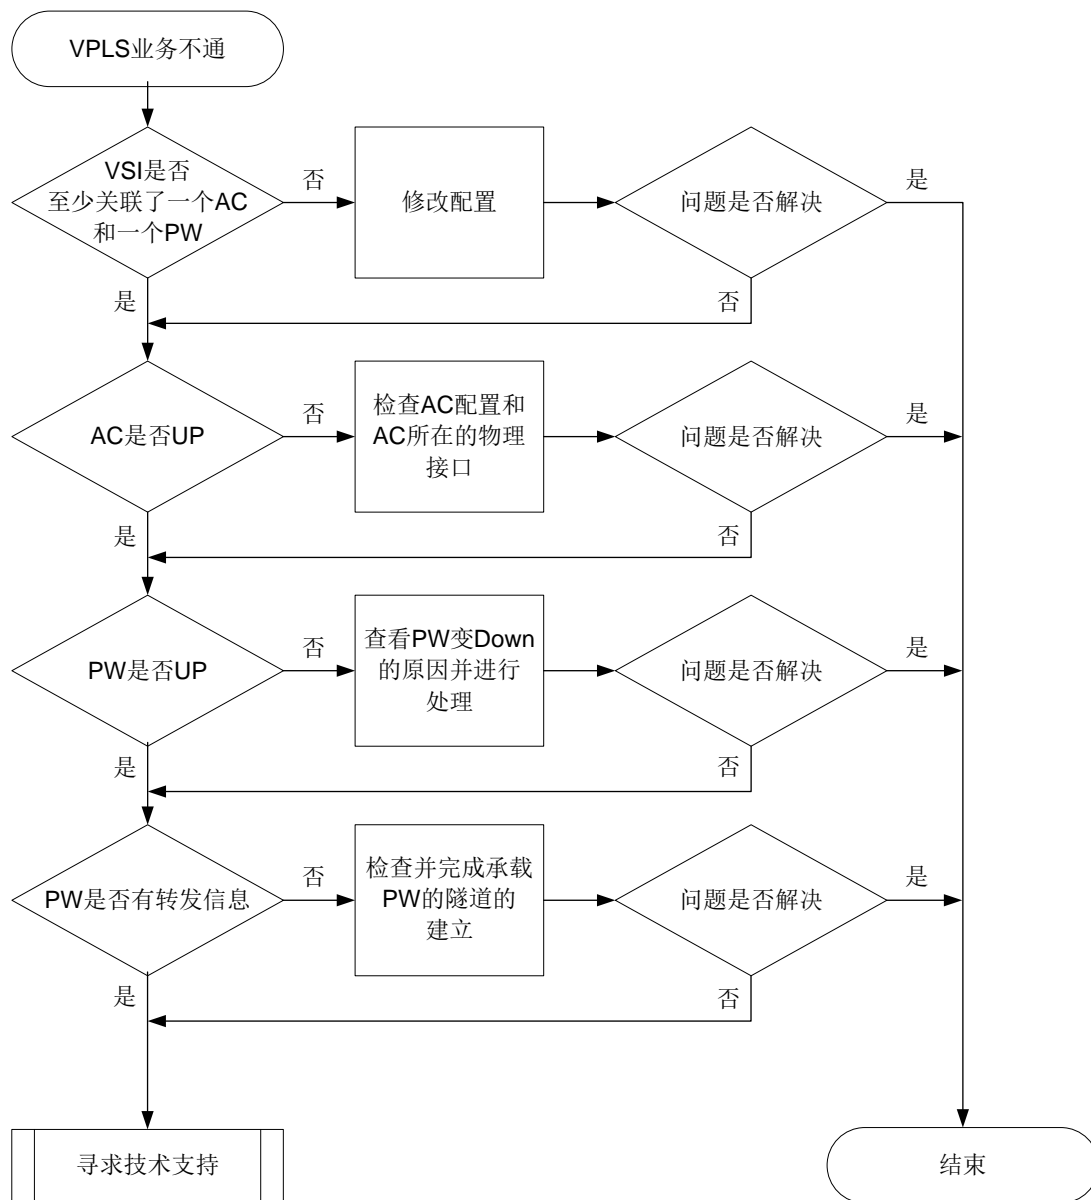 VPLS业务不通
VSI是否
至少关联了一个AC
和一个PW
否
修改配置
问题是否解决
是
是
否
AC是否UP
否
检查AC配置和
AC所在的物理
接口
问题是否解决
是
是
否
PW是否UP
否
查看PW变Down
的原因并进行
处理
问题是否解决
是
是
否
PW是否有转发信息
否
检查并完成承载
PW的隧道的
建立
问题是否解决
是
是
否
寻求技术支持
结束